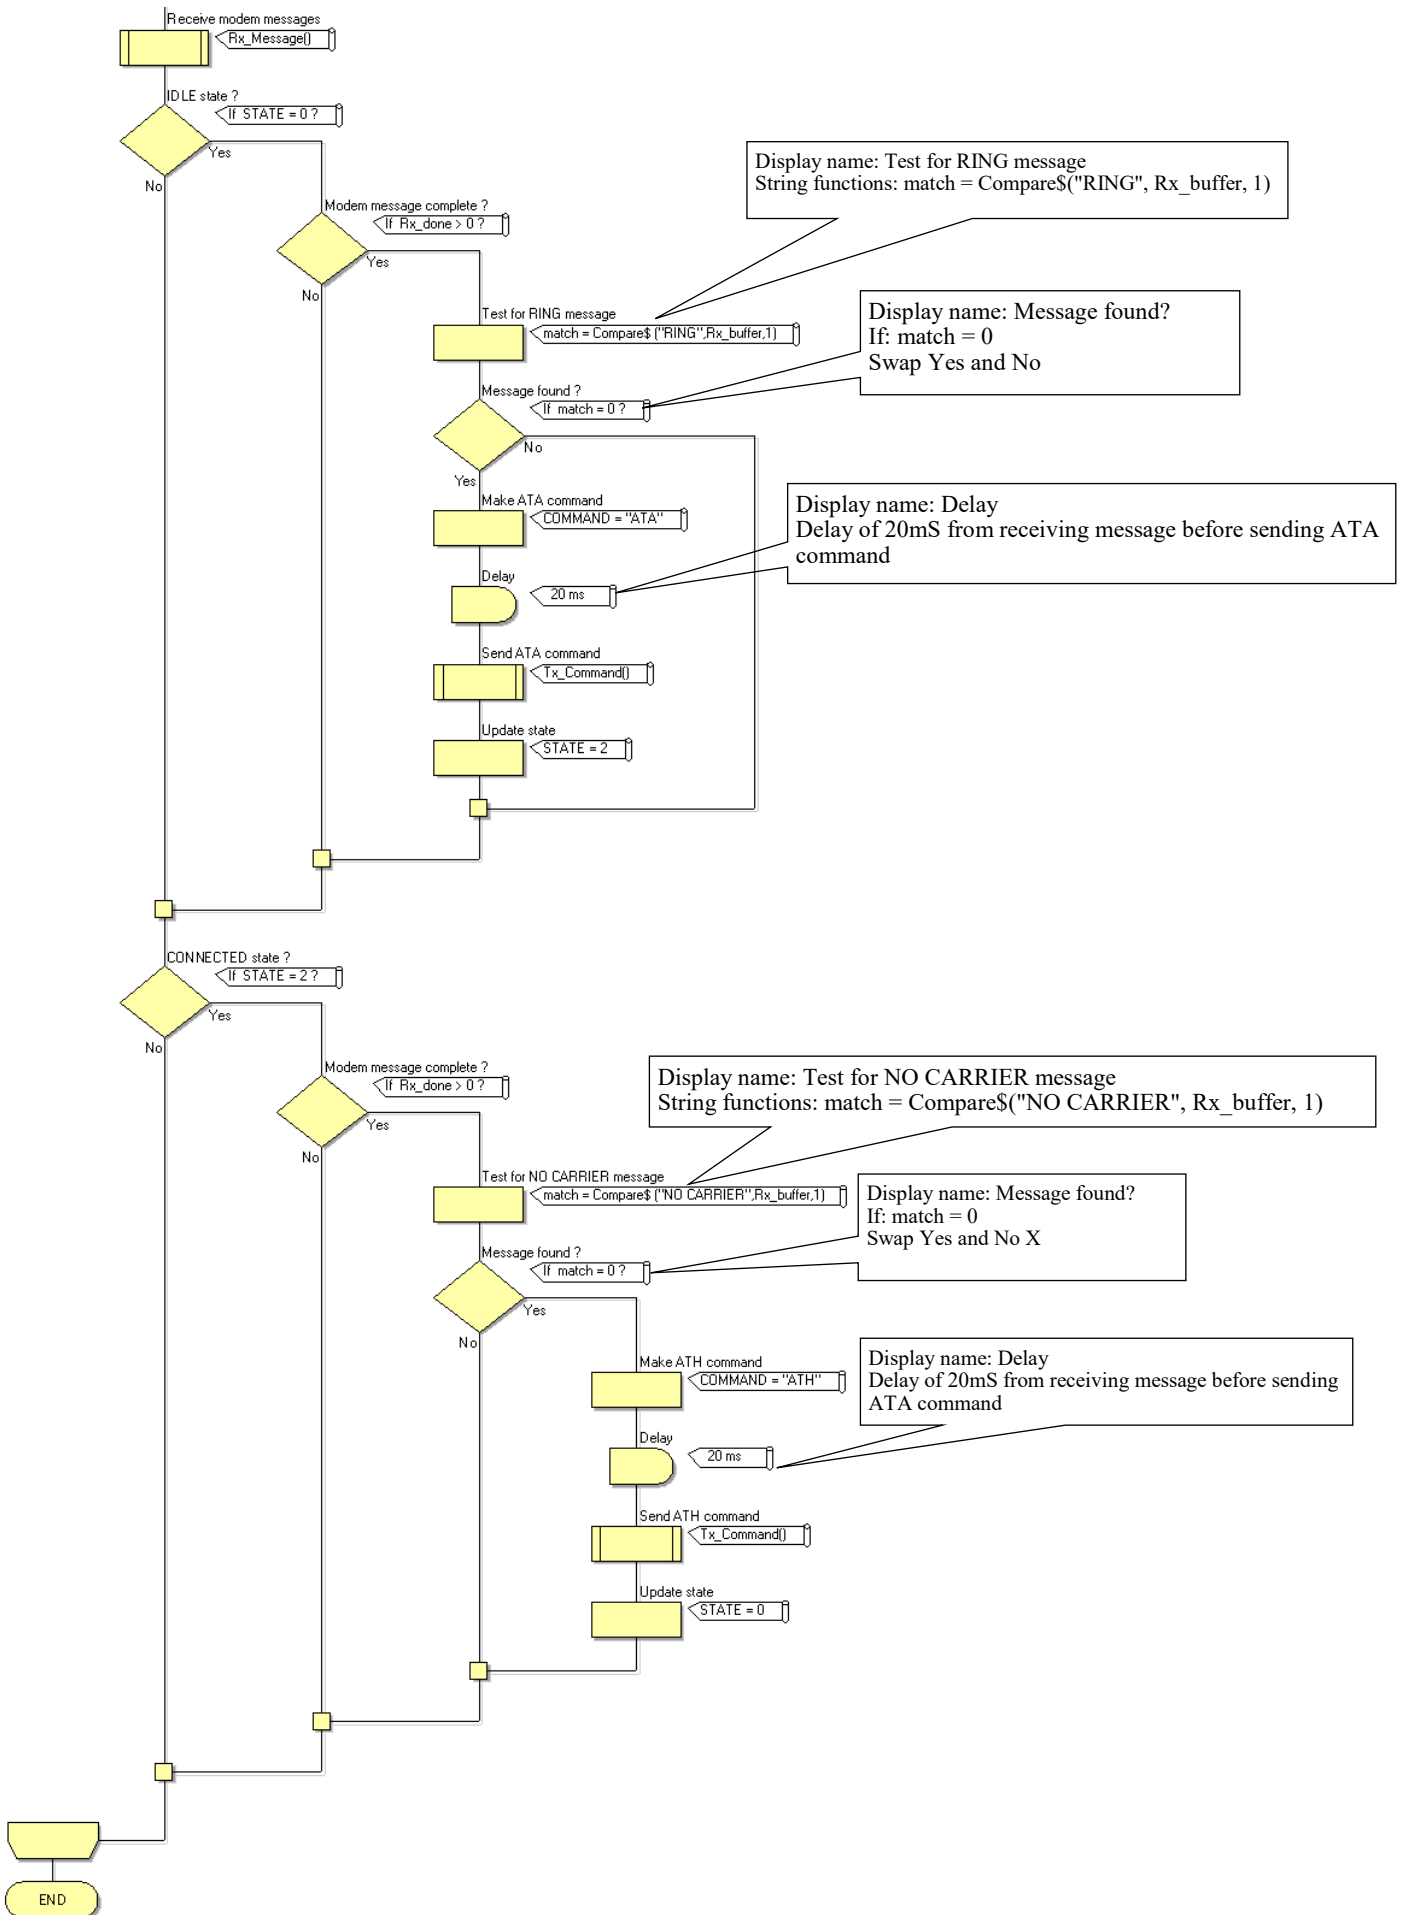 Receive modem messages
Rx_Message()
IDLE state ?
If STATE = 0 ?
Yes
No
Display name: Test for RING message
String functions: match = Compare$("RING", Rx_buffer, 1)
Modem message complete ?
If Rx_done > 0 ?
Yes
No
Test for RING message
match = Compare$ ("RING",Rx_buffer,1)
Display name: Message found?
If: match = 0
Swap Yes and No
Message found ?
If match = 0 ?
No
Yes
Make ATA command
COMMAND = "ATA"
Display name: Delay
Delay of 20mS from receiving message before sending ATA
command
Delay
20 ms
Send ATA command
Tx_Command()
Update state
STATE = 2
CONNECTED state ?
If STATE = 2 ?
Yes
No
Modem message complete ?
If Rx_done > 0 ?
Yes
No
Display name: Test for NO CARRIER message
String functions: match = Compare$("NO CARRIER", Rx_buffer, 1)
Test for NO CARRIER message
match = Compare$ ("NO CARRIER",Rx_buffer,1)
Display name: Message found?
If: match = 0
Swap Yes and No X
Message found ?
If match = 0 ?
Yes
No
Make ATH command
COMMAND = "ATH"
Display name: Delay
Delay of 20mS from receiving message before sending
ATA command
Delay
20 ms
Send ATH command
Tx_Command()
Update state
STATE = 0
END